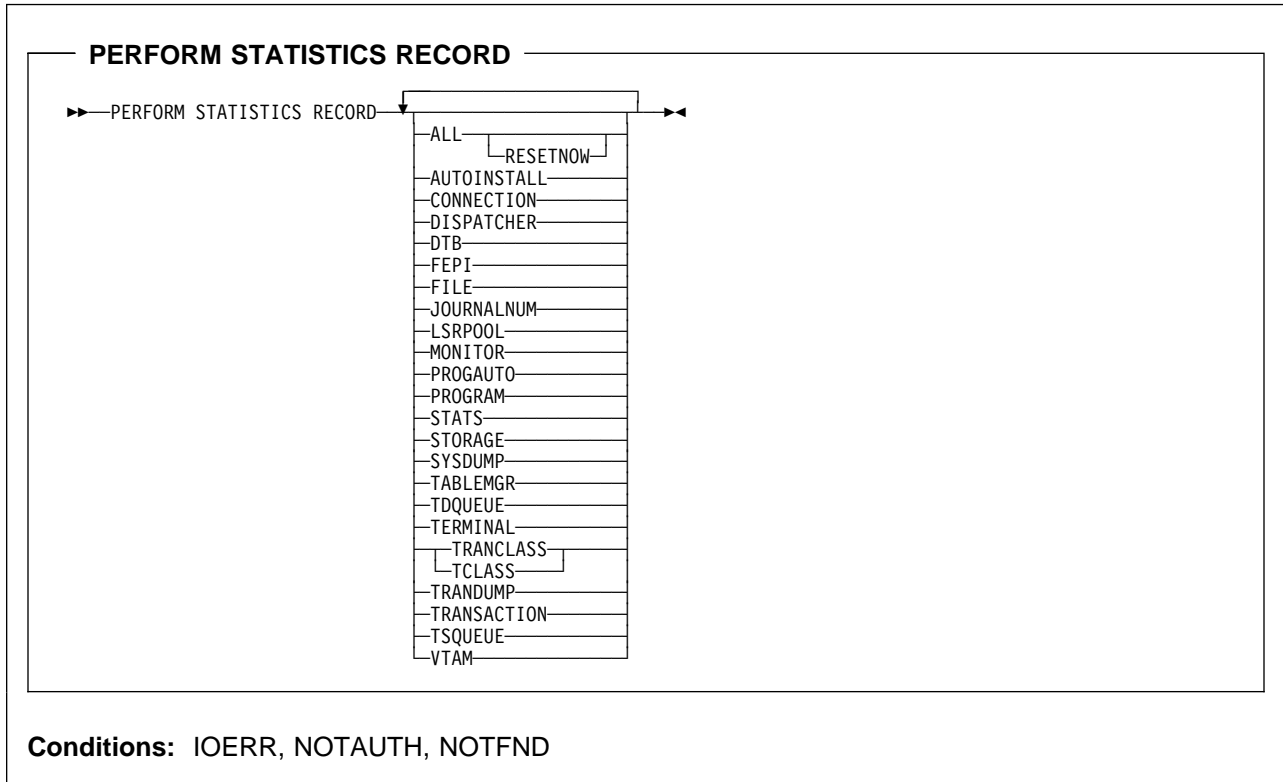 PERFORM STATISTICS RECORD
PERFORM STATISTICS RECORD
ALL
RESETNOW
AUTOINSTALL
CONNECTION
DISPATCHER
DTB
FEPI
FILE
JOURNALNUM
LSRPOOL
MONITOR
PROGAUTO
PROGRAM
STATS
STORAGE
SYSDUMP
TABLEMGR
TDQUEUE
TERMINAL
TRANCLASS
TCLASS
TRANDUMP
TRANSACTION
TSQUEUE
VTAM
Conditions: IOERR, NOTAUTH, NOTFND